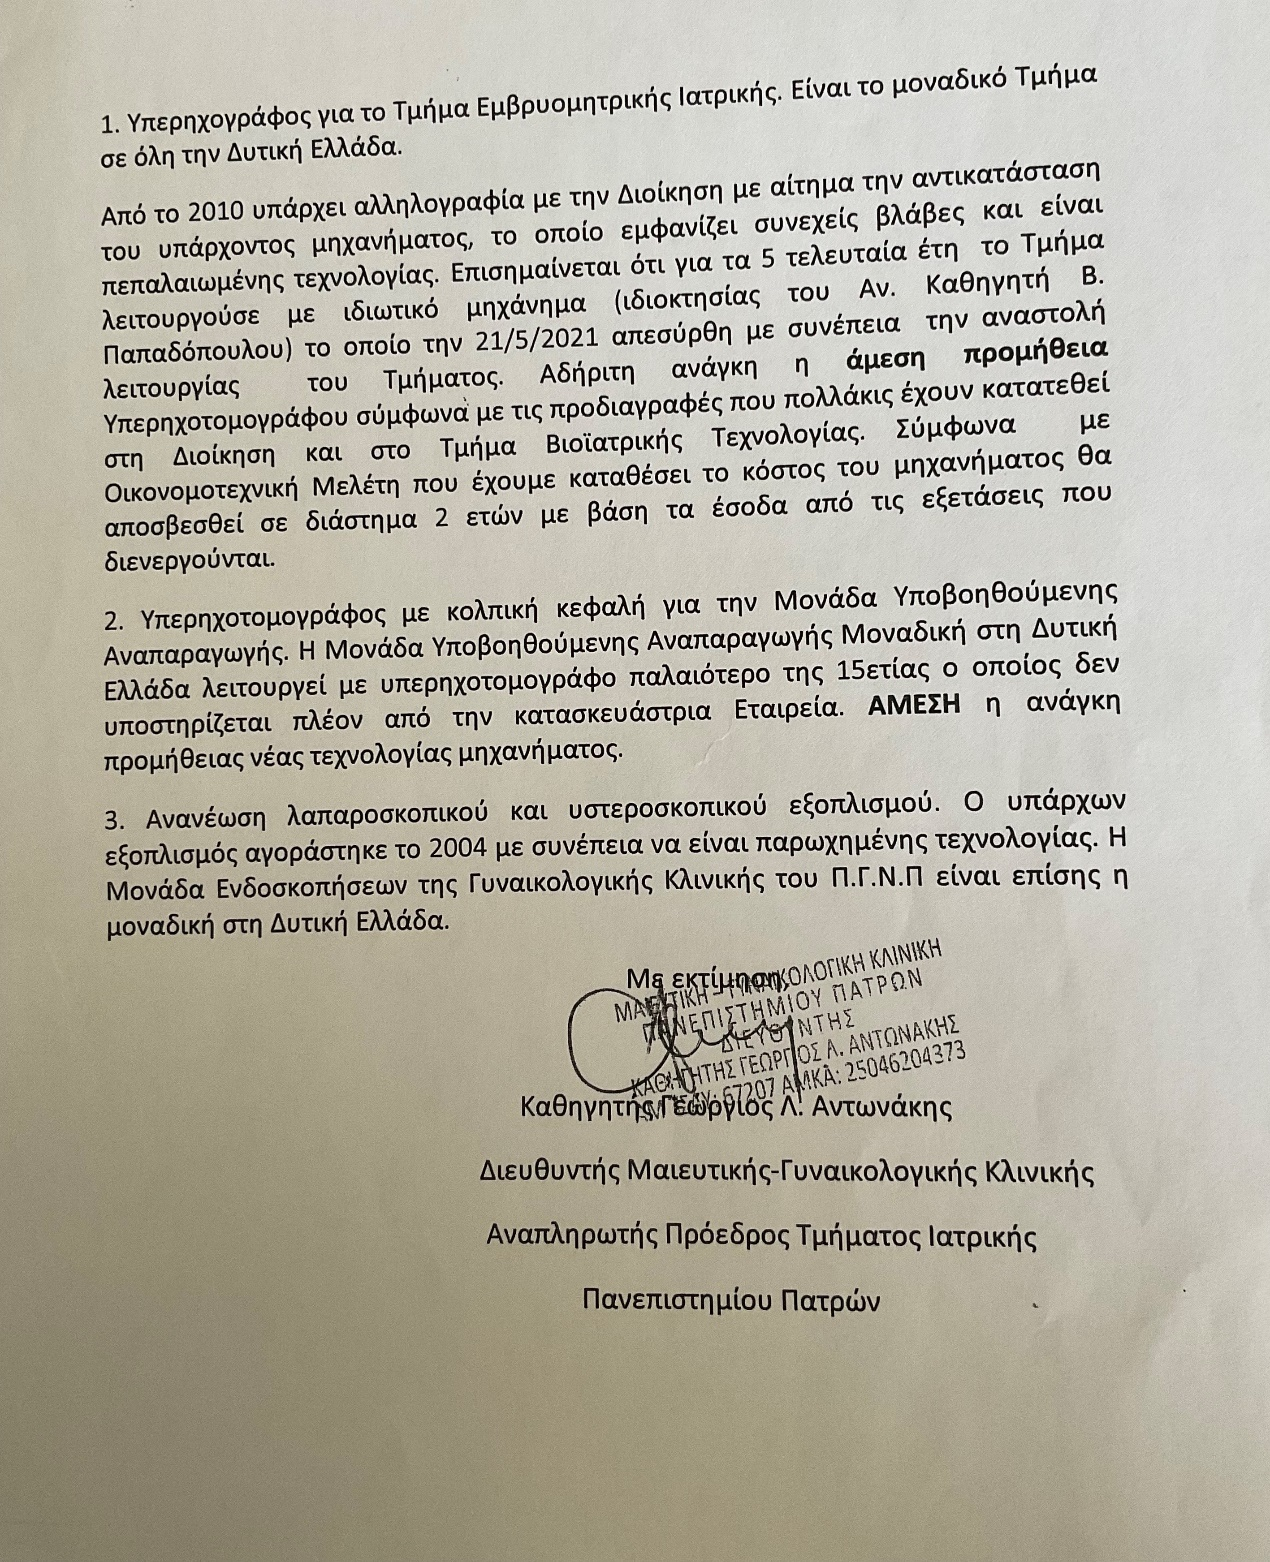 1. Υπερηχογράφος για το Τμήμα Εμβρυομητρικής Ιατρικής. Είναι το μοναδικό Τμήμα
σε όλη την Δυτική Ελλάδα.
Από το 2010 υπάρχει αλληλογραφία με την Διοίκηση με αίτημα την αντικατάσταση
του υπάρχοντος μηχανήματος, το οποίο εμφανίζει συνεχείς βλάβες και είναι
πεπαλαιωμένης τεχνολογίας. Επισημαίνεται ότι για τα 5 τελευταία έτη το Τμήμα
λειτουργούσε με ιδιωτικό μηχάνημα (ιδιοκτησίας του Αν. Καθηγητή Β.
Παπαδόπουλου) το οποίο την 21/5/2021 απεσύρθη με συνέπεια την αναστολή
λειτουργίας του Τμήματος. Αδήριτη ανάγκη η άμεση προμήθεια
Υπερηχοτομογράφου σύμφωνα με τις προδιαγραφές που πολλάκις έχουν κατατεθεί
στη Διοίκηση και στο Τμήμα Βιοϊατρικής Τεχνολογίας. Σύμφωνα με
Οικονομοτεχνική Μελέτη που έχουμε καταθέσει το κόστος του μηχανήματος θα
αποσβεσθεί σε διάστημα 2 ετών με βάση τα έσοδα από τις εξετάσεις που
διενεργούνται.
2. Υπερηχοτομογράφος με κολπική κεφαλή για την Μονάδα Υποβοηθούμενης
Αναπαραγωγής. Η Μονάδα Υποβοηθούμενης Αναπαραγωγής Μοναδική στη Δυτική
Ελλάδα λειτουργεί με υπερηχοτομογράφο παλαιότερο της 15ετίας ο οποίος δεν
υποστηρίζεται πλέον από την κατασκευάστρια Εταιρεία. ΑΜΕΣΗ η ανάγκη
προμήθειας νέας τεχνολογίας μηχανήματος.
3. Ανανέωση λαπαροσκοπικού και υστεροσκοπικού εξοπλισμού. Ο υπάρχων
εξοπλισμός αγοράστηκε το 2004 με συνέπεια να είναι παρωχημένης τεχνολογίας. Η
Μονάδα Ενδοσκοπήσεων της Γυναικολογικής Κλινικής του Π.Γ.Ν.Π είναι επίσης η
μοναδική στη Δυτική Ελλάδα.
Με εκτίμηση,
ΜΑΙΕΥΤΙΚΗ – ΓΥΝΑΙΚΟΛΟΓΙΚΗ ΚΛΙΝΙΚΗ
ΠΑΝΕΠΙΣΤΗΜΙΟΥ ΠΑΤΡΩΝ
ΔΙΕΥΘΥΝΤΗΣ
ΚΑΘΗΓΗΤΗΣ ΓΕΩΡΓΙΟΣ Λ. ΑΝΤΩΝΑΚΗΣ
67207 ΑΜΚΑ: 25046204373
Καθηγητής Γεώργιος Λ. Αντωνάκης
Διευθυντής Μαιευτικής-Γυναικολογικής Κλινικής
Αναπληρωτής Πρόεδρος Τμήματος Ιατρικής
Πανεπιστημίου Πατρών